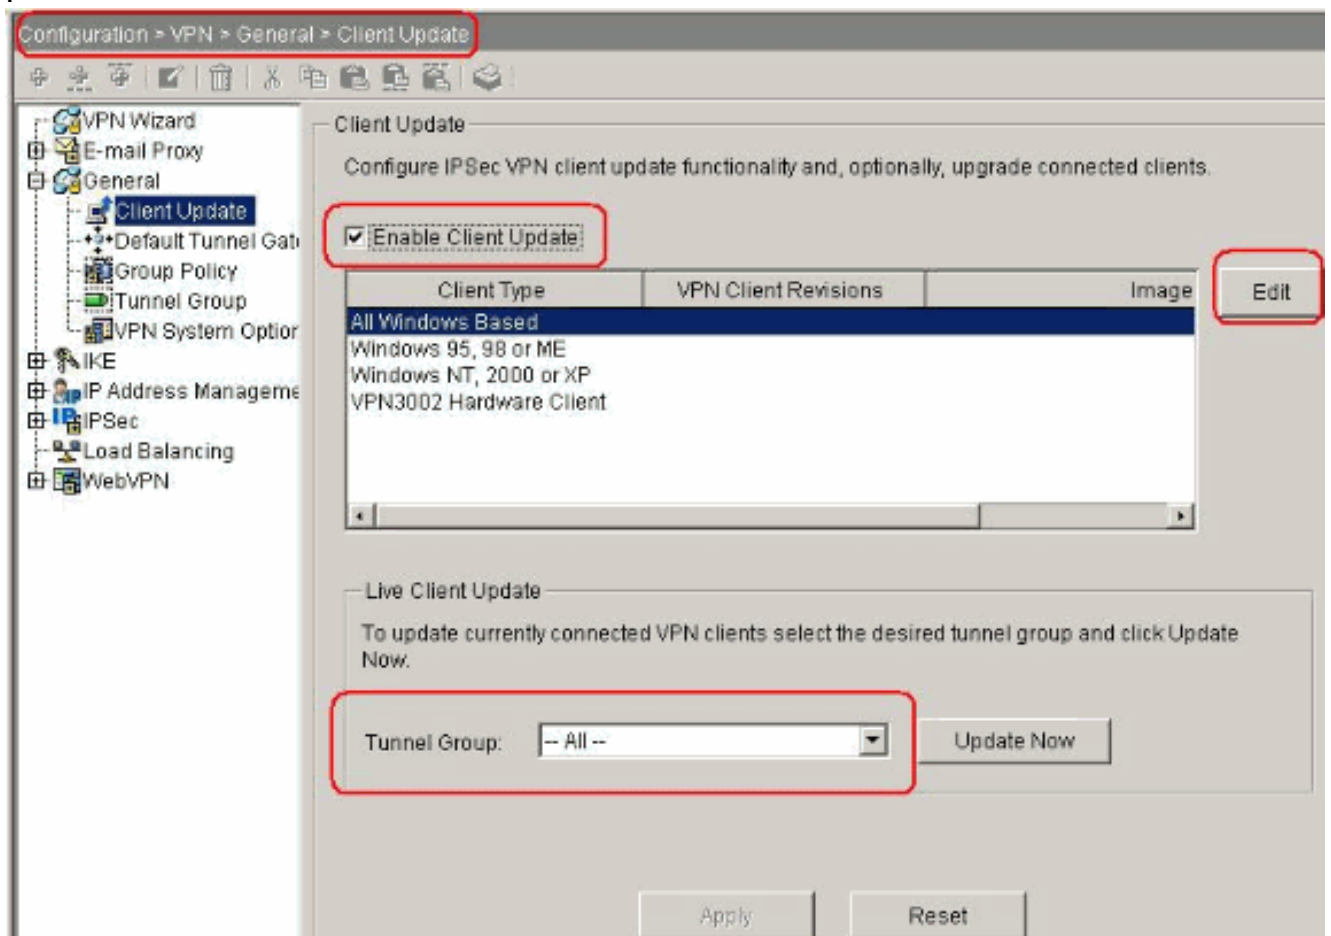 Configuration > VPN > General > Client Update
VPN Wizard
E-mail Proxy
General
Client Update
Default Tunnel Gat
Group Policy
Tunnel Group
VPN System Option
IKE
IP Address Manageme
IPSec
Load Balancing
WebVPN
Client Update
Configure IPSec VPN client update functionality and, optionally, upgrade connected clients.
Enable Client Update
Client Type VPN Client Revisions Image
All Windows Based
Windows 95, 98 or ME
Windows NT, 2000 or XP
VPN3002 Hardware Client
Edit
Live Client Update
To update currently connected VPN clients select the desired tunnel group and click Update
Now.
Tunnel Group: -- All -- Update Now
Apply Reset